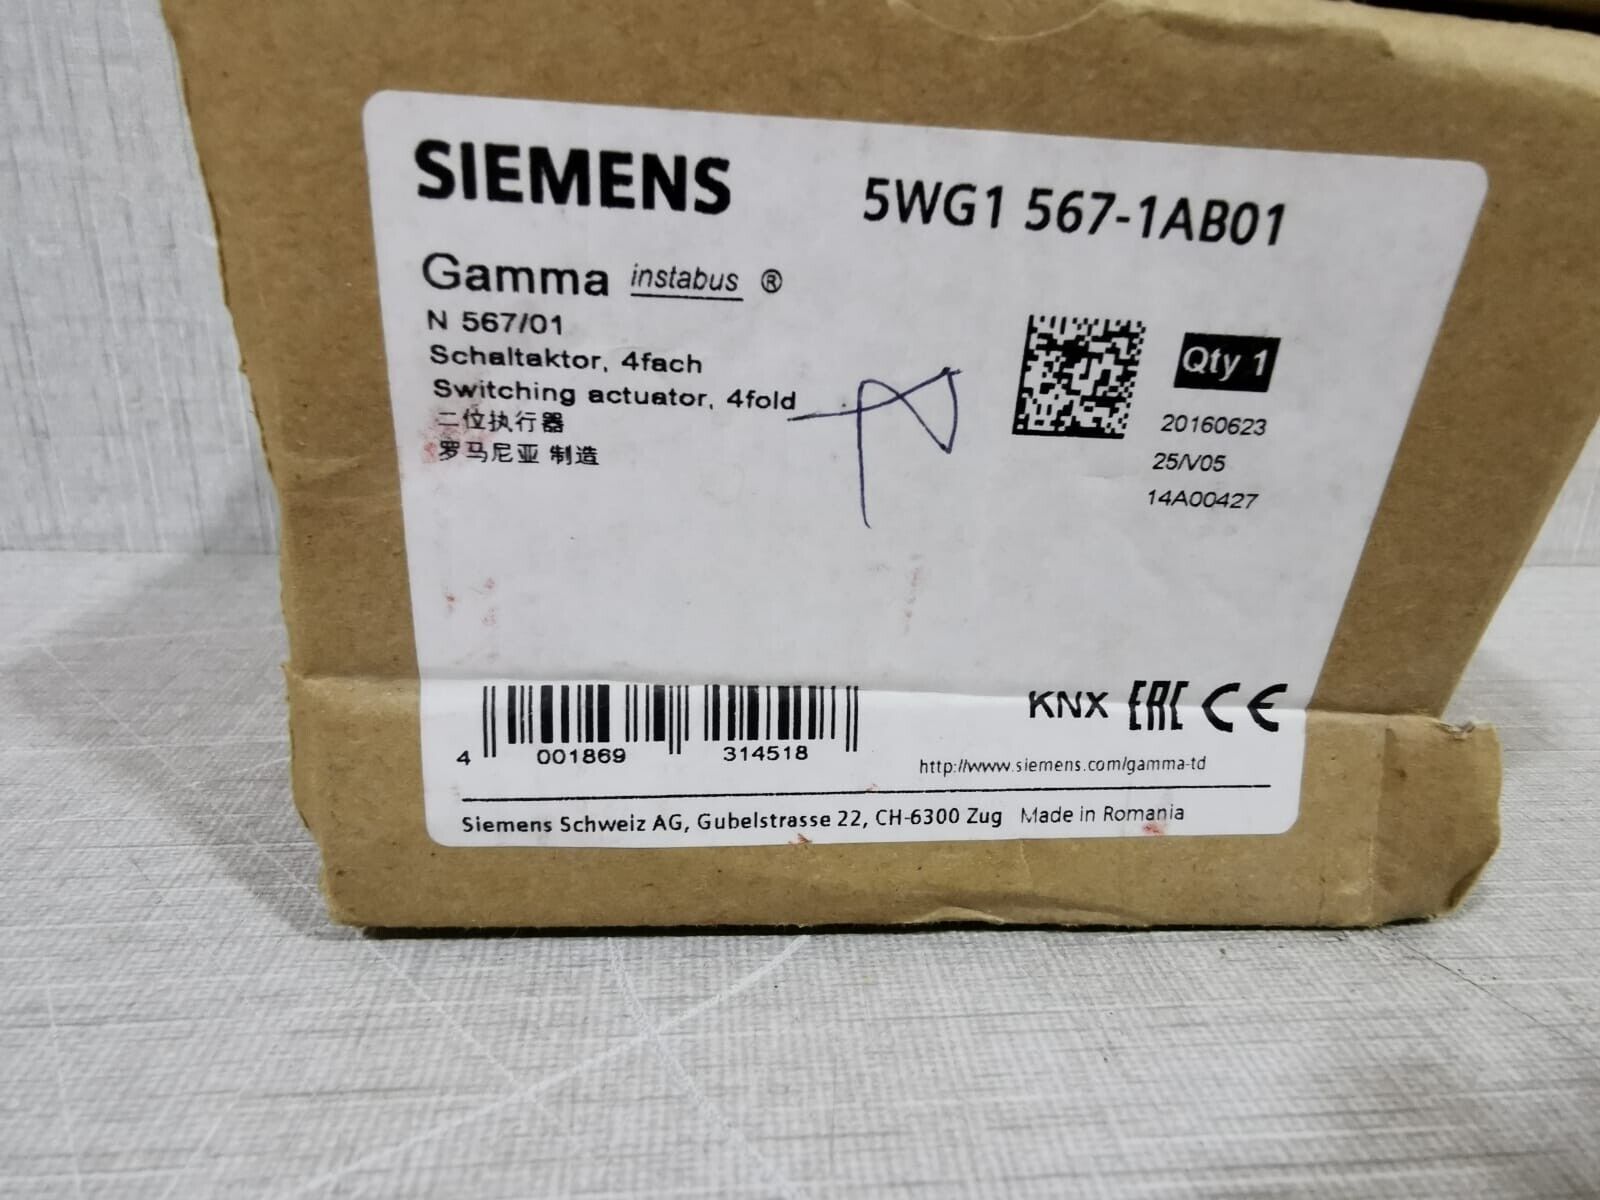 SIEMENS
5WG1 567-1AB01
Gamma instabus ®
N 567/01
Schaltaktor, 4fach
Switching actuator, 4fold
二位执行器
罗马尼亚 制造
Qty 1
20160623
25/V05
14A00427
KNX EAC CE
4 001869 314518
http://www.siemens.com/gamma-td
Siemens Schweiz AG, Gubelstrasse 22, CH-6300 Zug Made in Romania